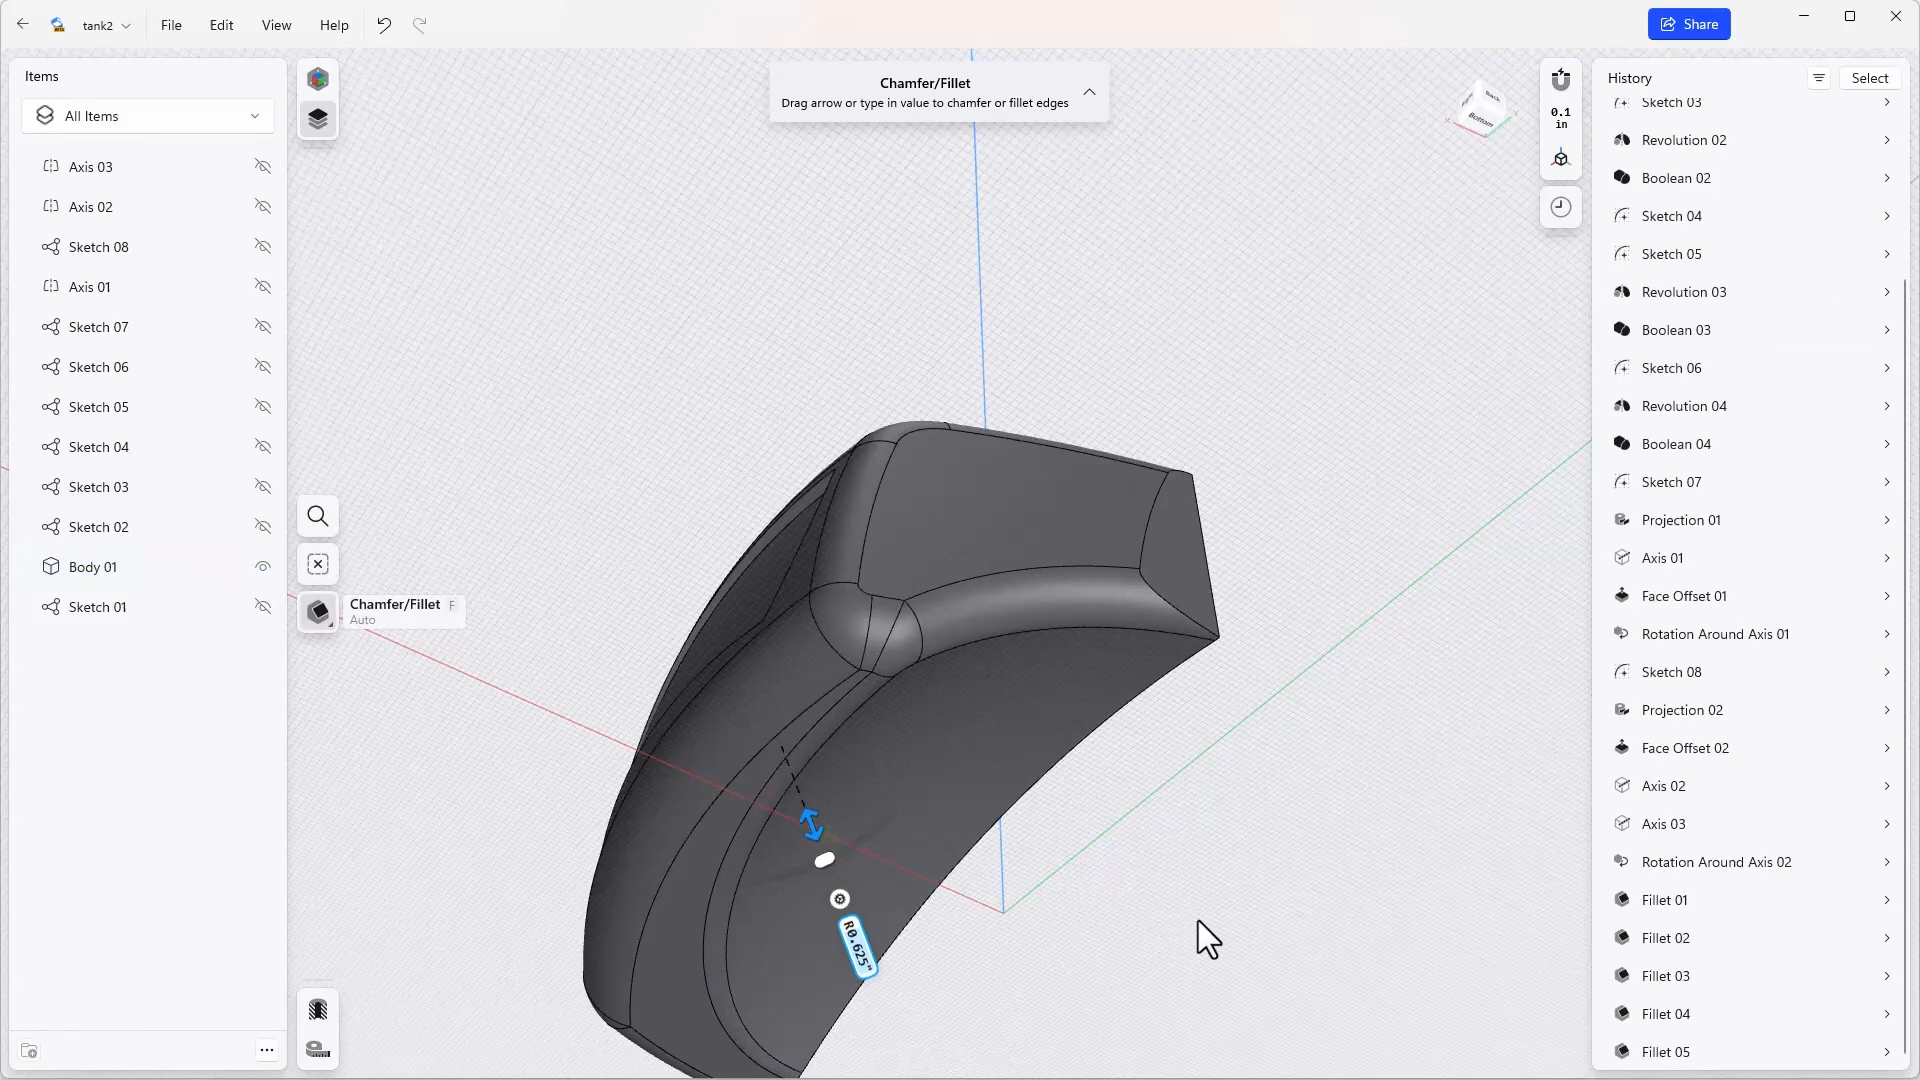 tank2
File
Edit
View
Help
Share
Items
All Items
Axis 03
Axis 02
Sketch 08
Axis 01
Sketch 07
Sketch 06
Sketch 05
Sketch 04
Sketch 03
Sketch 02
Body 01
Sketch 01
Chamfer/Fillet
Drag arrow or type in value to chamfer or fillet edges
Chamfer/Fillet F
Auto
R0.625"
Back
Bottom
0.1
in
History
Select
Sketch 03
Revolution 02
Boolean 02
Sketch 04
Sketch 05
Revolution 03
Boolean 03
Sketch 06
Revolution 04
Boolean 04
Sketch 07
Projection 01
Axis 01
Face Offset 01
Rotation Around Axis 01
Sketch 08
Projection 02
Face Offset 02
Axis 02
Axis 03
Rotation Around Axis 02
Fillet 01
Fillet 02
Fillet 03
Fillet 04
Fillet 05